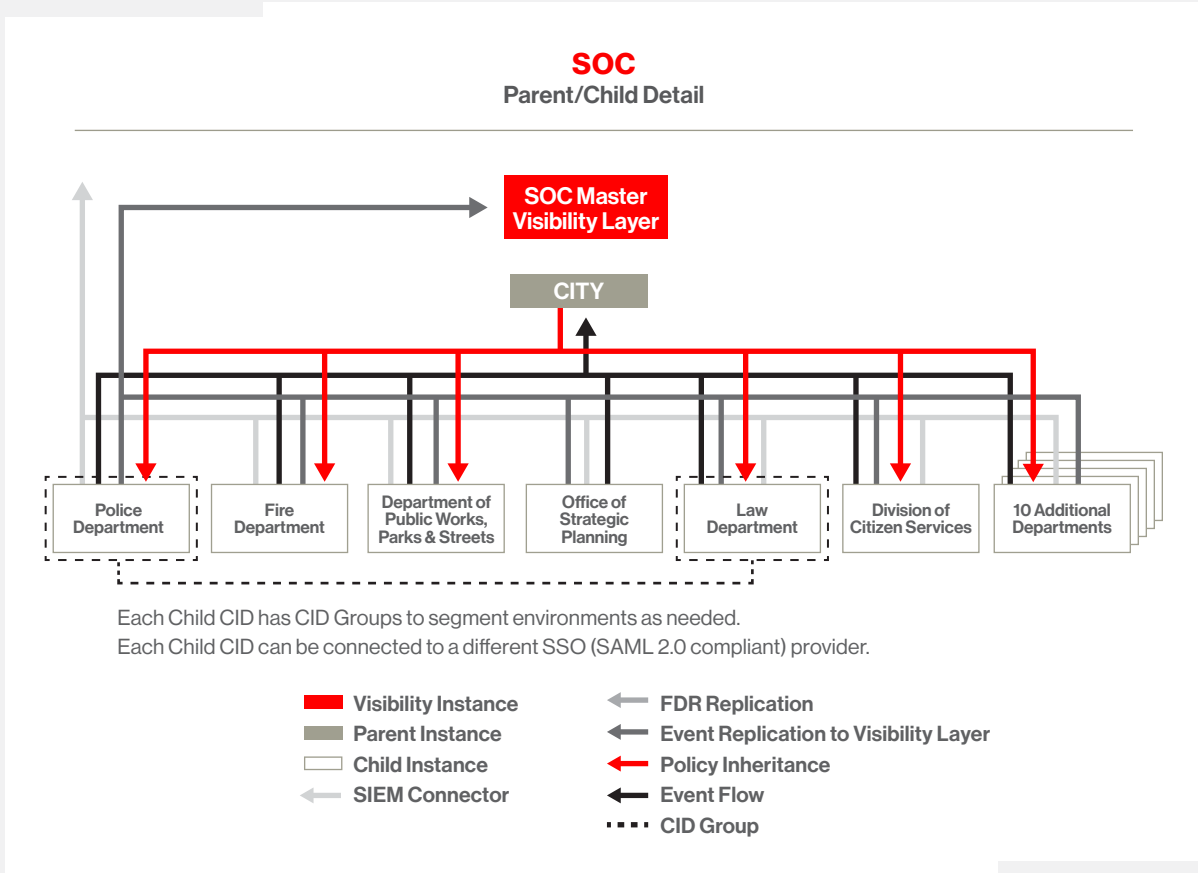 SOC
Parent/Child Detail
SOC Master
Visibility Layer
CITY
Police
Department
Fire
Department
Department of
Public Works,
Parks & Streets
Office of
Strategic
Planning
Law
Department
Division of
Citizen Services
10 Additional
Departments
Each Child CID has CID Groups to segment environments as needed.
Each Child CID can be connected to a different SSO (SAML 2.0 compliant) provider.
Visibility Instance
Parent Instance
Child Instance
SIEM Connector
FDR Replication
Event Replication to Visibility Layer
Policy Inheritance
Event Flow
CID Group